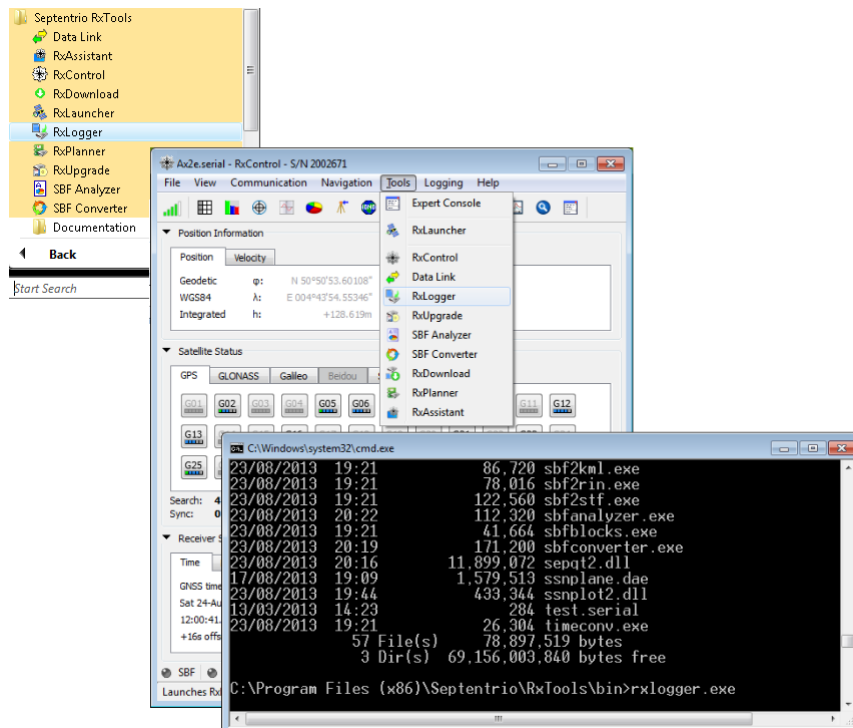 Septentrio RxTools
Data Link
RxAssistant
RxControl
RxDownload
RxLauncher
RxLogger
RxPlanner
RxUpgrade
SBF Analyzer
SBF Converter
Documentation
Back
Start Search
Ax2e.serial - RxControl - S/N 2002671
File View Communication Navigation Tools Logging Help
Expert Console
RxLauncher
RxControl
Data Link
RxLogger
RxUpgrade
SBF Analyzer
SBF Converter
RxDownload
RxPlanner
RxAssistant
Position Information
Position Velocity
Geodetic φ: N 50°50'53.60108"
WGS84 λ: E 004°43'54.55346"
Integrated h: +128.619m
Satellite Status
GPS GLONASS Galileo Beidou
G01 G02 G03 G04 G05 G06 G11 G12
G13
G25
Search: 4
Sync: 0
Receiver S
Time
GNSS time
Sat 24-Au
12:00:41.
+16s offs
SBF
Launches Rx
C:\Windows\system32\cmd.exe
23/08/2013 19:21 86,720 sbf2kml.exe
23/08/2013 19:21 78,016 sbf2rin.exe
23/08/2013 19:21 122,560 sbf2stf.exe
23/08/2013 20:22 112,320 sbfanalyzer.exe
23/08/2013 19:21 41,664 sbfblocks.exe
23/08/2013 20:19 171,200 sbfconverter.exe
23/08/2013 20:16 11,899,072 sepqt2.dll
17/08/2013 19:09 1,579,513 ssnplane.dae
23/08/2013 19:44 433,344 ssnplot2.dll
13/03/2013 14:23 284 test.serial
23/08/2013 19:21 26,304 timeconv.exe
57 File(s) 78,897,519 bytes
3 Dir(s) 69,156,003,840 bytes free
C:\Program Files (x86)\Septentrio\RxTools\bin>rxlogger.exe